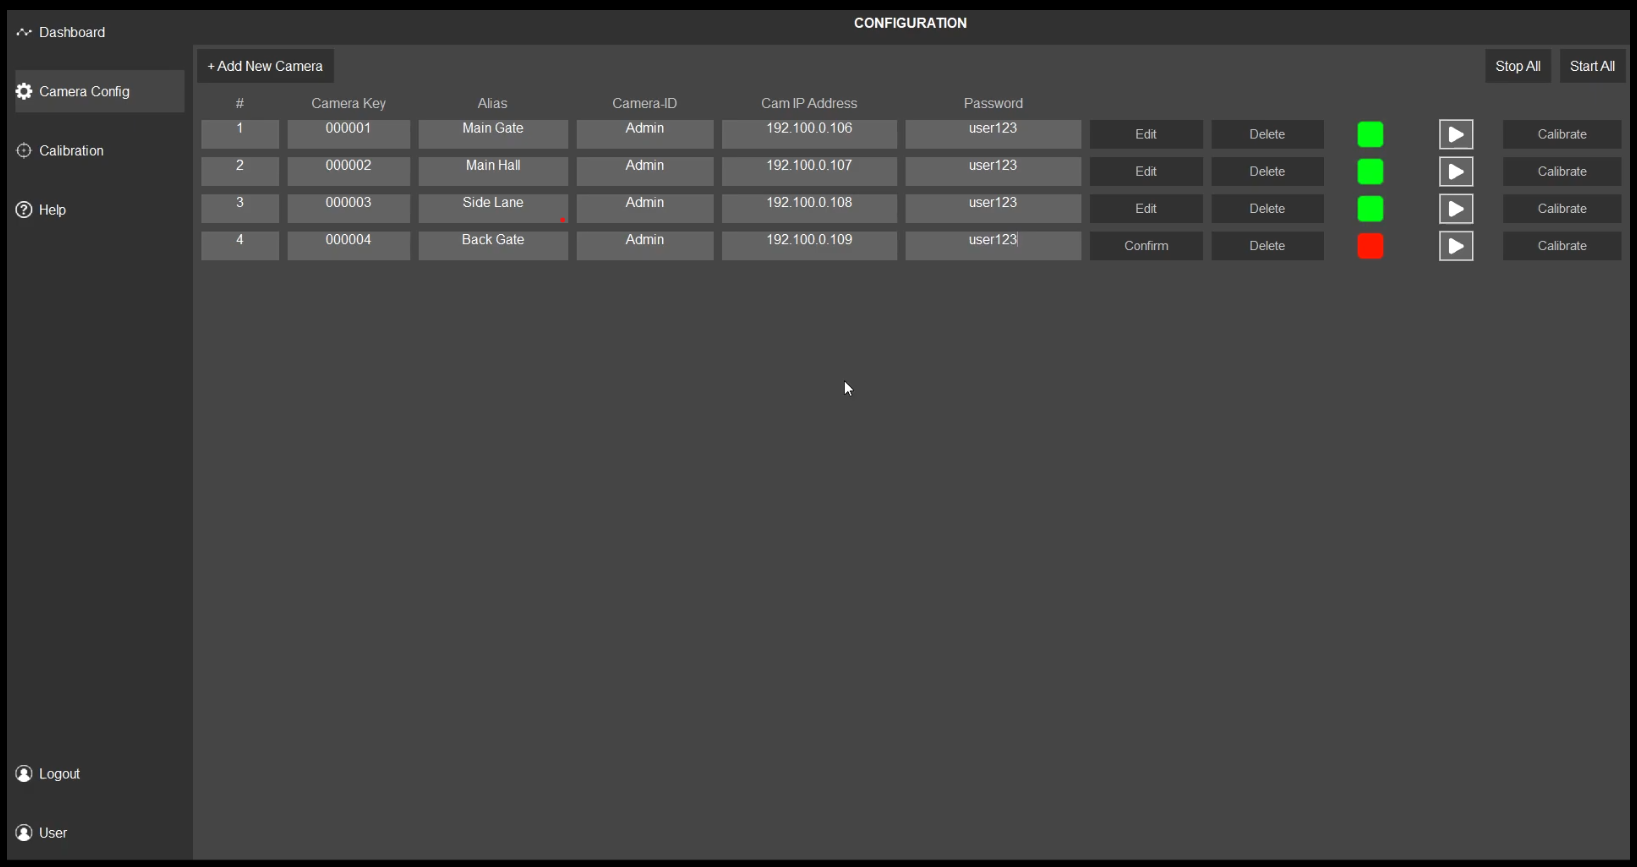 CONFIGURATION
Dashboard
Camera Config
Calibration
Help
Logout
User
+ Add New Camera
Stop All Start All
# Camera Key Alias Camera-ID Cam IP Address Password
1 000001 Main Gate Admin 192.100.0.106 user123 Edit Delete Calibrate
2 000002 Main Hall Admin 192.100.0.107 user123 Edit Delete Calibrate
3 000003 Side Lane Admin 192.100.0.108 user123 Edit Delete Calibrate
4 000004 Back Gate Admin 192.100.0.109 user123 Confirm Delete Calibrate